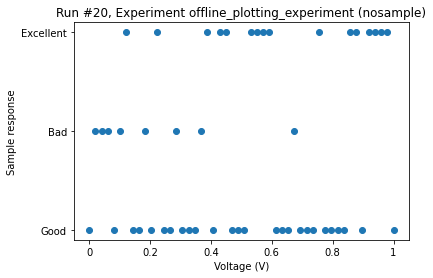 Run #20, Experiment offline_plotting_experiment (nosample)
Excellent
Bad
Good
Sample response
0
0.2
0.4
0.6
0.8
1
Voltage (V)